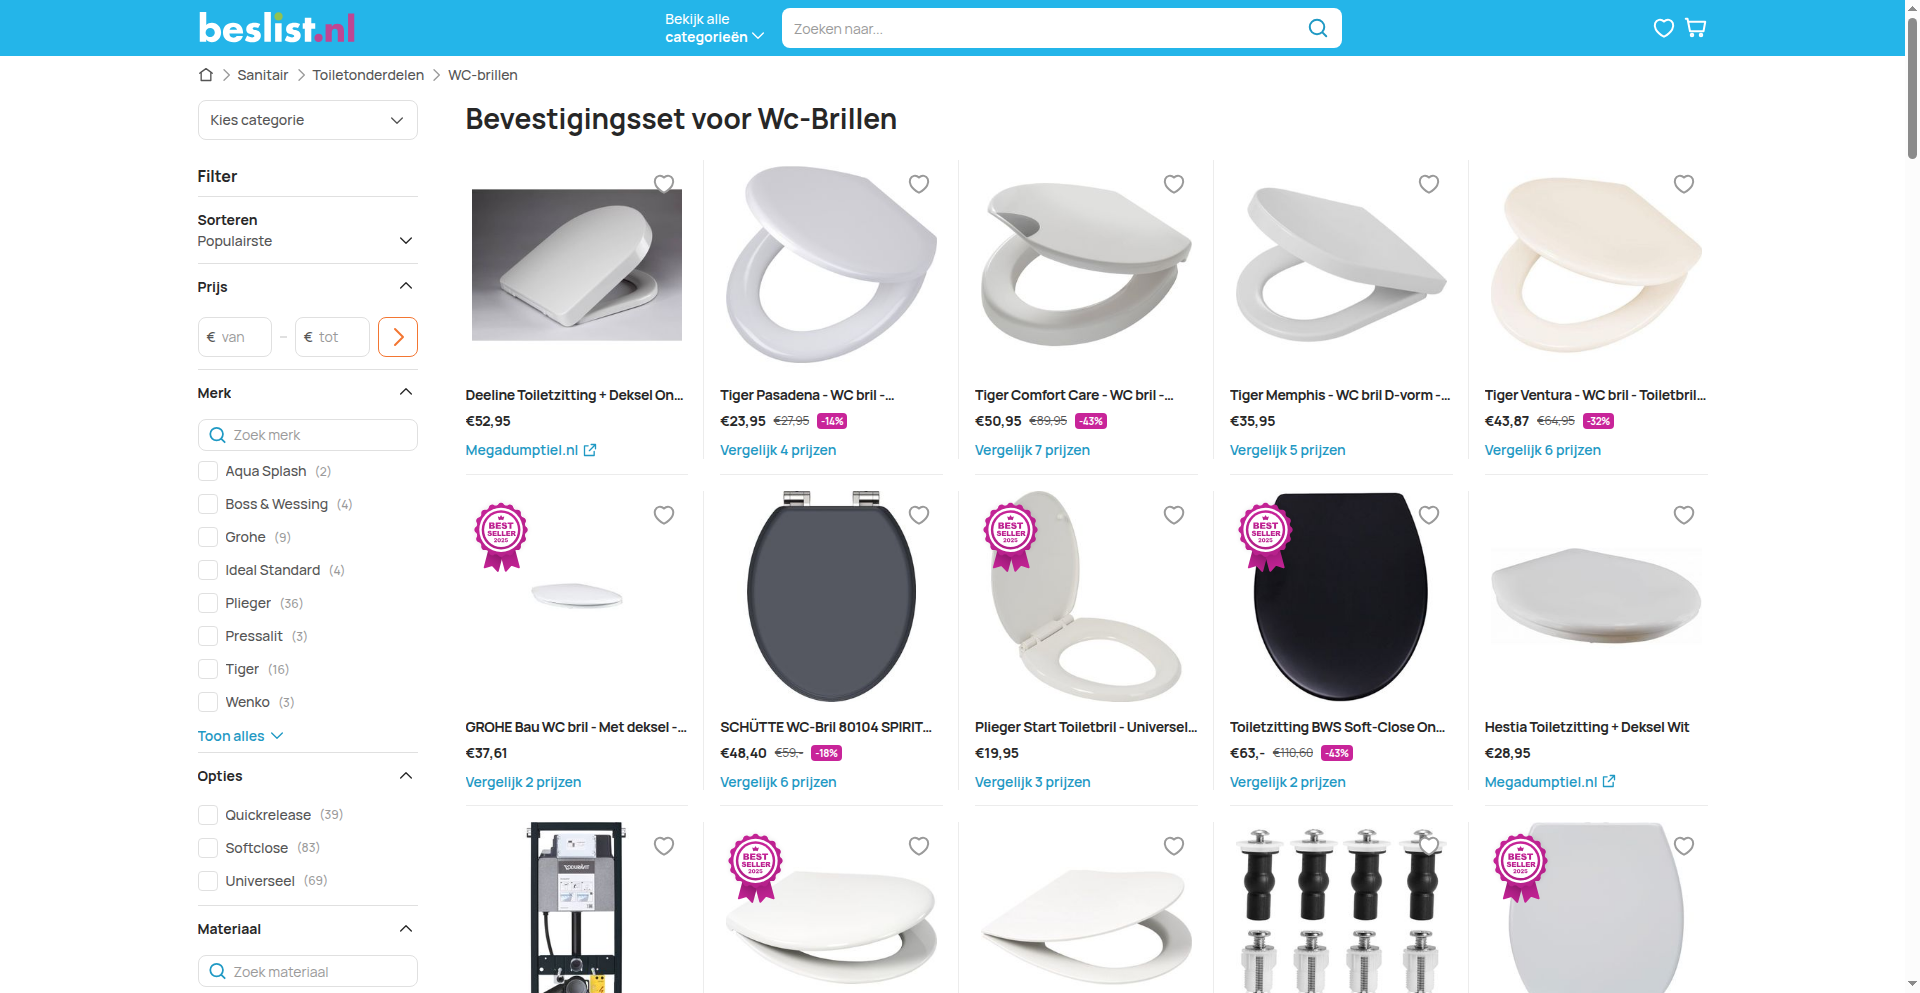 beslist.nl
Bekijk alle
categorieën
Zoeken naar...
Sanitair
Toiletonderdelen
WC-brillen
Kies categorie
Bevestigingsset voor Wc-Brillen
Filter
Sorteren
Populairste
Prijs
€ van – € tot
Merk
Zoek merk
Aqua Splash (2)
Boss & Wessing (4)
Grohe (9)
Ideal Standard (4)
Plieger (36)
Pressalit (3)
Tiger (16)
Wenko (3)
Toon alles
Opties
Quickrelease (39)
Softclose (83)
Universeel (69)
Materiaal
Zoek materiaal
Deeline Toiletzitting + Deksel On...
€52,95
Megadumptiel.nl
Tiger Pasadena - WC bril -...
€23,95 €27,95 -14%
Vergelijk 4 prijzen
Tiger Comfort Care - WC bril -...
€50,95 €89,95 -43%
Vergelijk 7 prijzen
Tiger Memphis - WC bril D-vorm -...
€35,95
Vergelijk 5 prijzen
Tiger Ventura - WC bril - Toiletbril...
€43,87 €64,95 -32%
Vergelijk 6 prijzen
BEST
SELLER
2025
GROHE Bau WC bril - Met deksel -...
€37,61
Vergelijk 2 prijzen
SCHÜTTE WC-Bril 80104 SPIRIT...
€48,40 €59,- -18%
Vergelijk 6 prijzen
BEST
SELLER
2025
Plieger Start Toiletbril - Universel...
€19,95
Vergelijk 3 prijzen
BEST
SELLER
2025
Toiletzitting BWS Soft-Close On...
€63,- €110,60 -43%
Vergelijk 2 prijzen
Hestia Toiletzitting + Deksel Wit
€28,95
Megadumptiel.nl
BEST
SELLER
2025
BEST
SELLER
2025